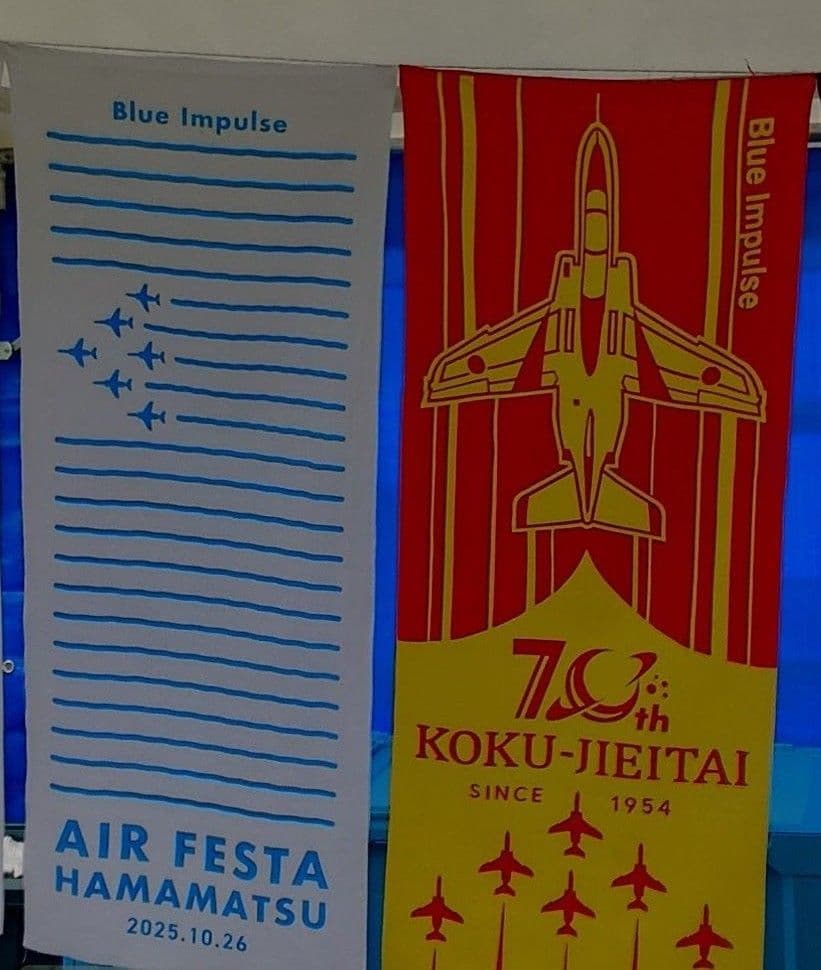 Blue Impulse
AIR FESTA
HAMAMATSU
2025.10.26
Blue Impulse
70th
KOKU-JIEITAI
SINCE 1954